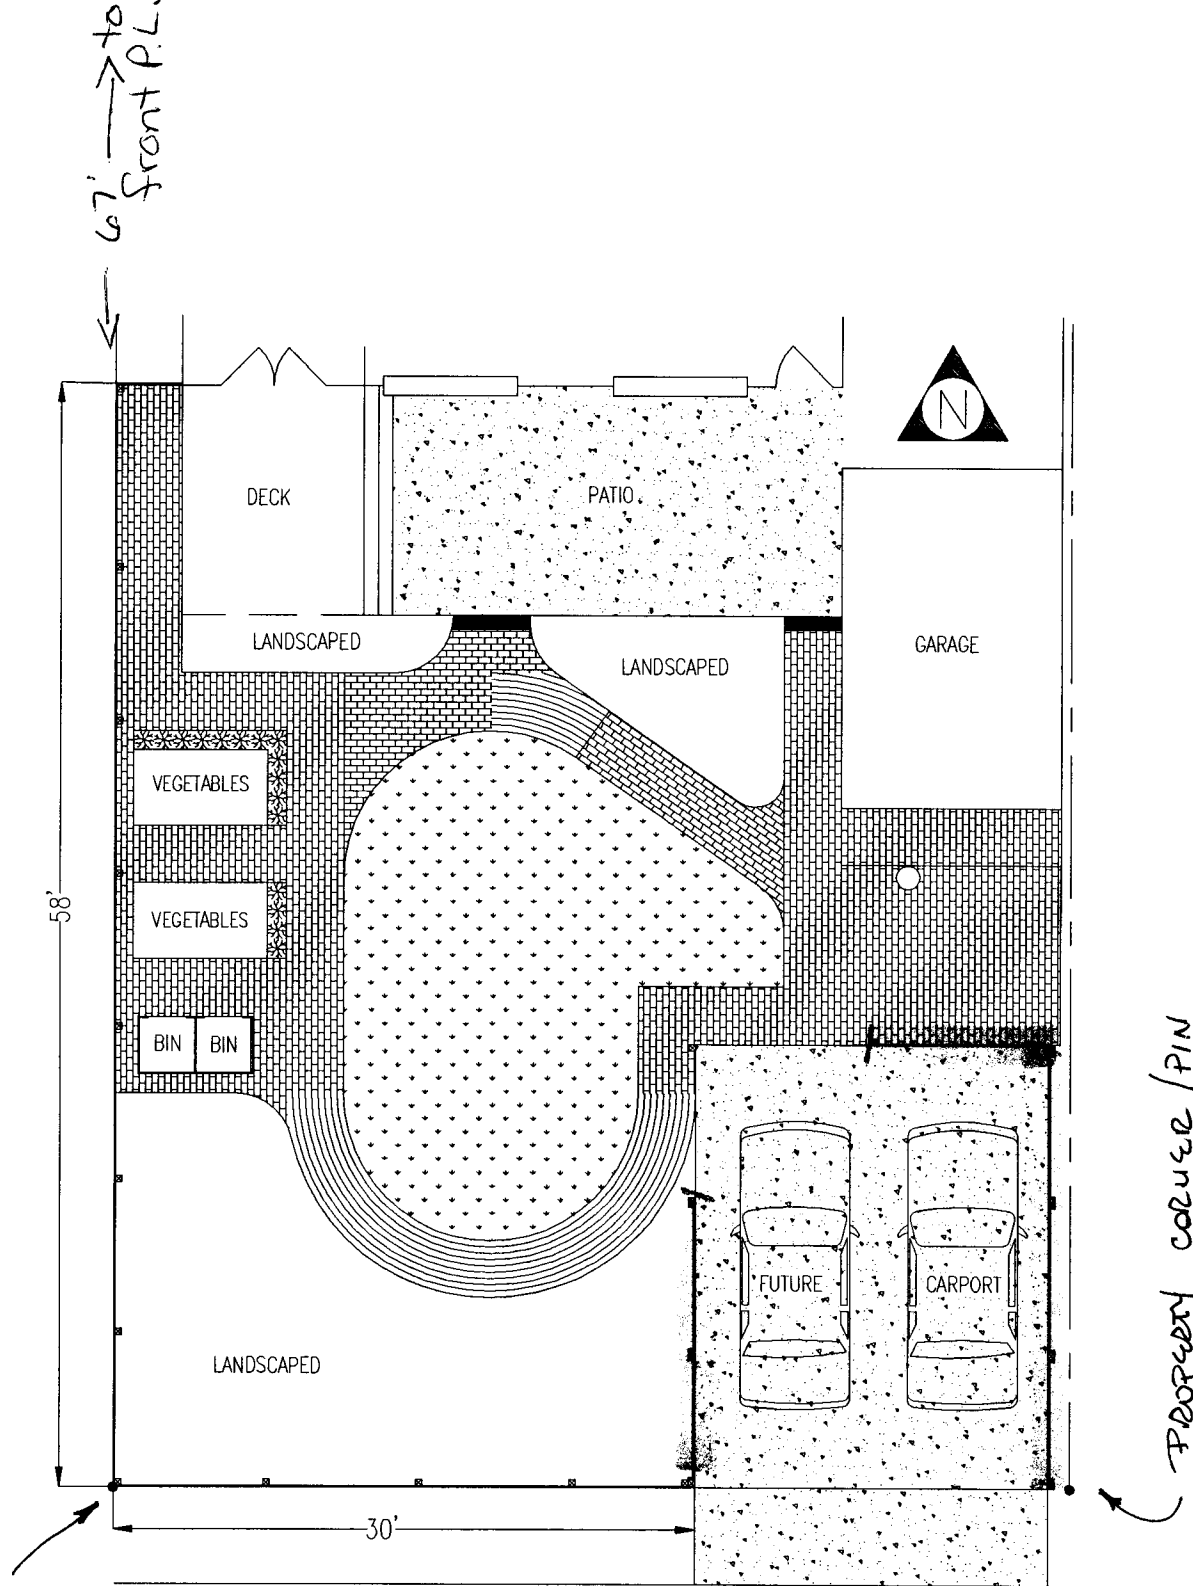 67' → to
front P.L.
N
DECK
PATIO
LANDSCAPED
LANDSCAPED
GARAGE
VEGETABLES
VEGETABLES
58'
BIN BIN
FUTURE CARPORT
LANDSCAPED
30'
PROPERTY CORNER / PIN